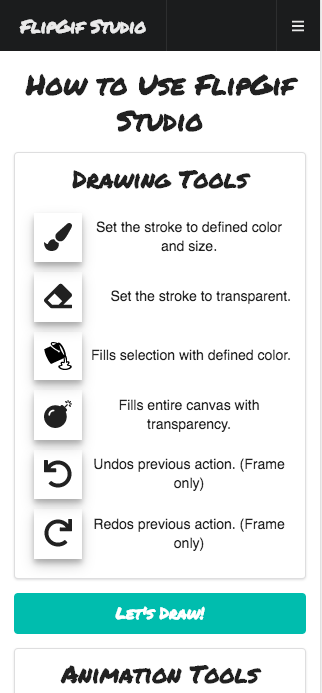 FlipGif Studio
How to Use FlipGif
Studio
Drawing Tools
Set the stroke to defined color
and size.
Set the stroke to transparent.
Fills selection with defined color.
Fills entire canvas with
transparency.
Undos previous action. (Frame
only)
Redos previous action. (Frame
only)
Let's Draw!
Animation Tools